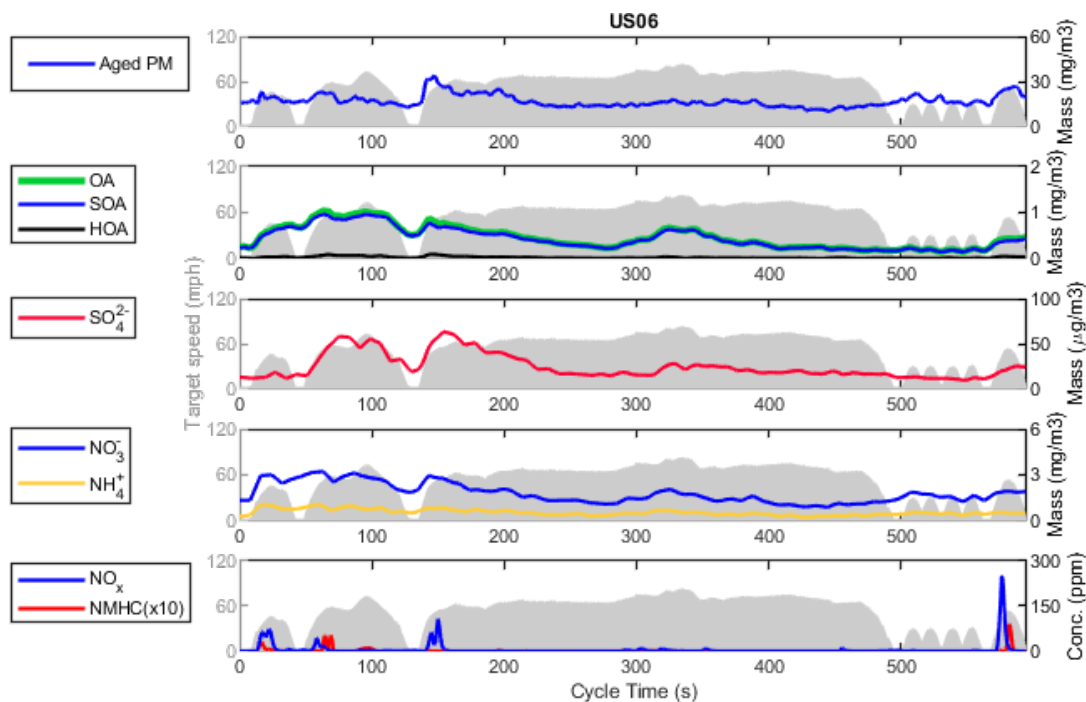 US06
Aged PM
120
60
0
60
30
0
Mass (mg/m3)
0 100 200 300 400 500
OA
SOA
HOA
120
60
0
2
1
0
Mass (mg/m3)
0 100 200 300 400 500
Target speed (mph)
SO₄²⁻
120
60
0
100
50
0
Mass (μg/m3)
0 100 200 300 400 500
NO₃⁻
NH₄⁺
120
60
0
6
3
0
Mass (mg/m3)
0 100 200 300 400 500
NOₓ
NMHC(x10)
120
60
0
300
150
0
Conc. (ppm)
0 100 200 300 400 500
Cycle Time (s)